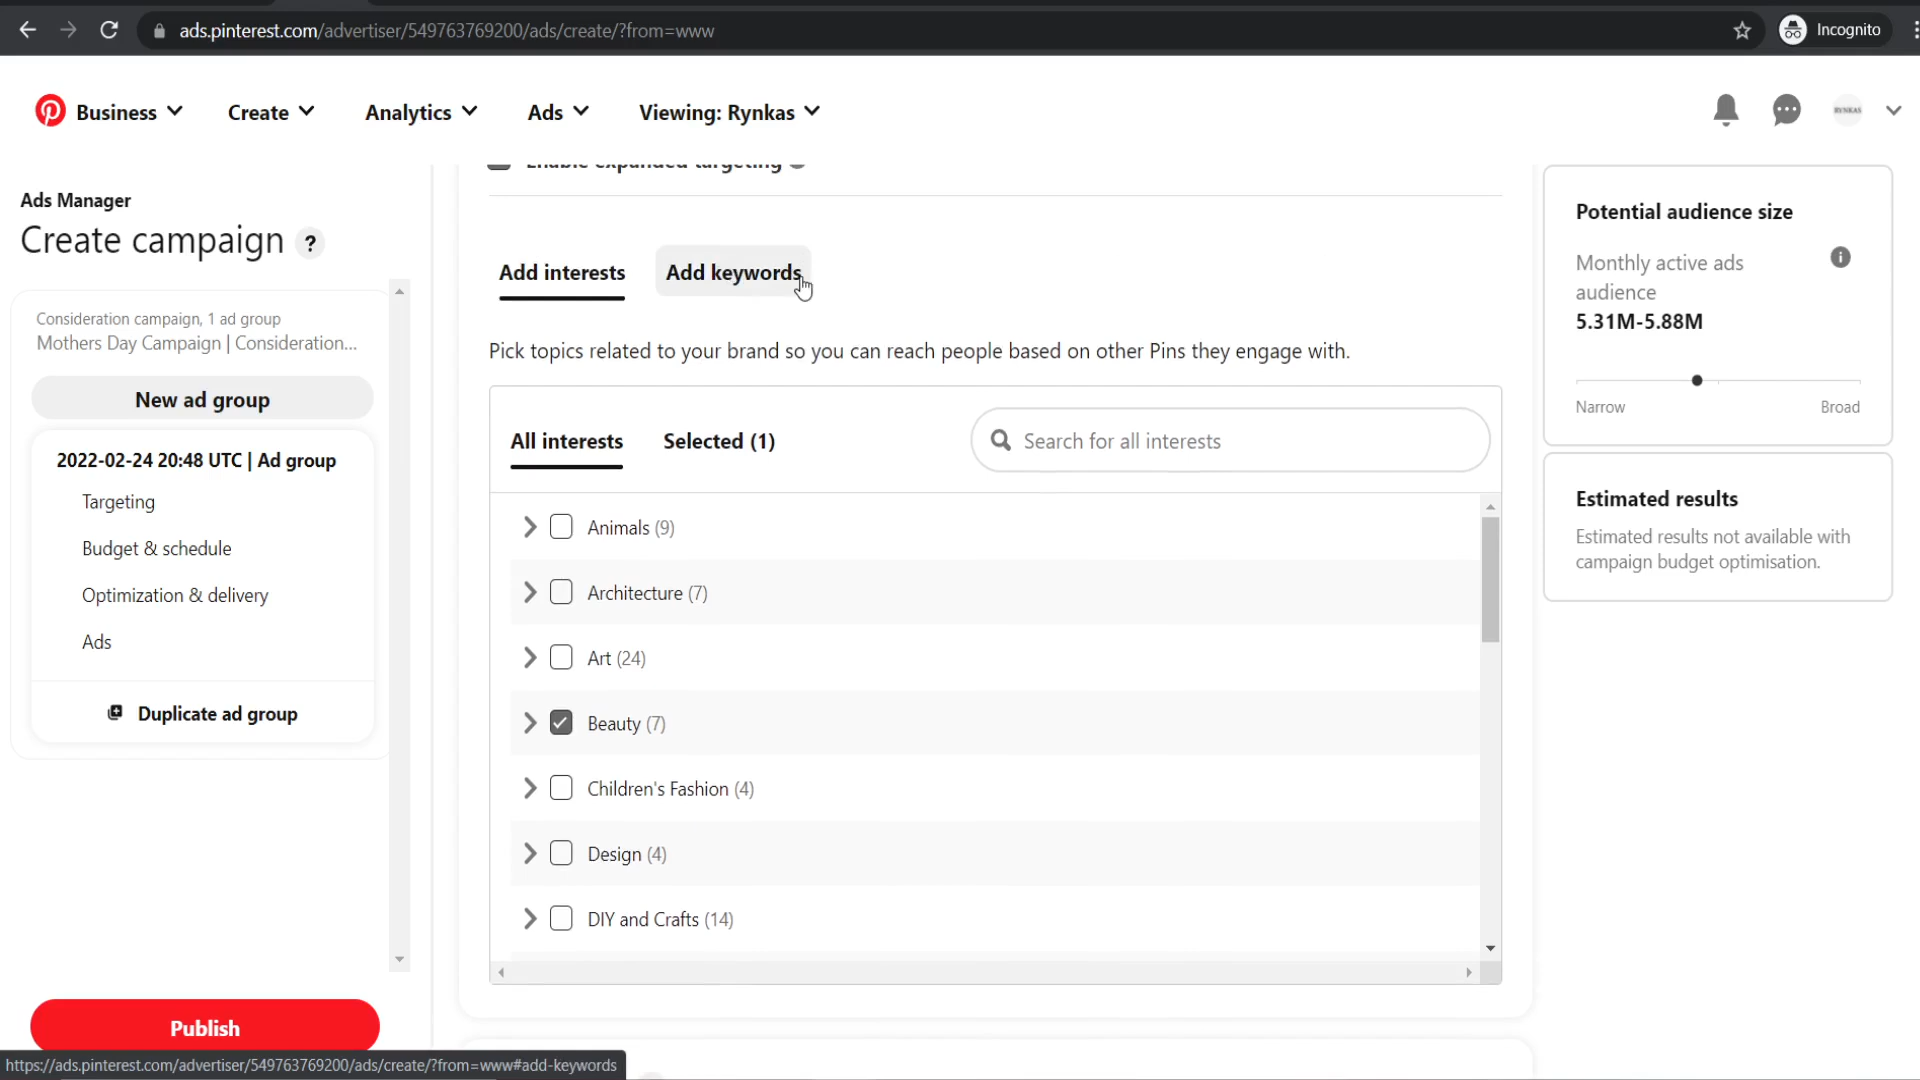 ads.pinterest.com/advertiser/549763769200/ads/create/?from=www
Incognito
Business
Create
Analytics
Ads
Viewing: Rynkas
RYNKAS
Ads Manager
Create campaign ?
Consideration campaign, 1 ad group
Mothers Day Campaign | Consideration...
New ad group
2022-02-24 20:48 UTC | Ad group
Targeting
Budget & schedule
Optimization & delivery
Ads
Duplicate ad group
Publish
https://ads.pinterest.com/advertiser/549763769200/ads/create/?from=www#add-keywords
Enable expanded targeting
Add interests
Add keywords
Pick topics related to your brand so you can reach people based on other Pins they engage with.
All interests
Selected (1)
Search for all interests
Animals (9)
Architecture (7)
Art (24)
Beauty (7)
Children's Fashion (4)
Design (4)
DIY and Crafts (14)
Potential audience size
Monthly active ads
audience
5.31M-5.88M
Narrow
Broad
Estimated results
Estimated results not available with
campaign budget optimisation.